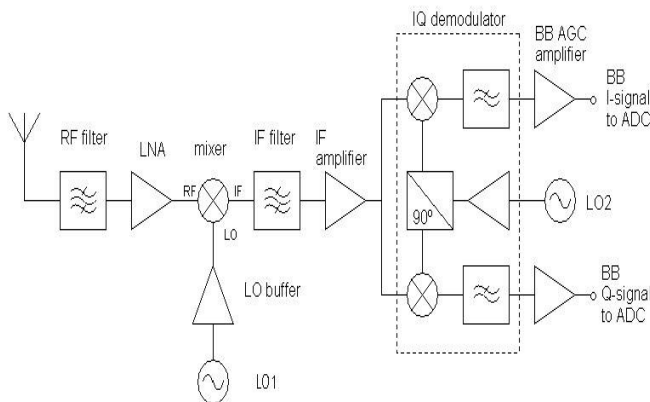 IQ demodulator
BB AGC
amplifier
BB
I-signal
to ADC
RF filter
LNA
mixer
IF filter
IF
amplifier
RF
IF
LO
90º
LO2
LO buffer
BB
Q-signal
to ADC
LO1